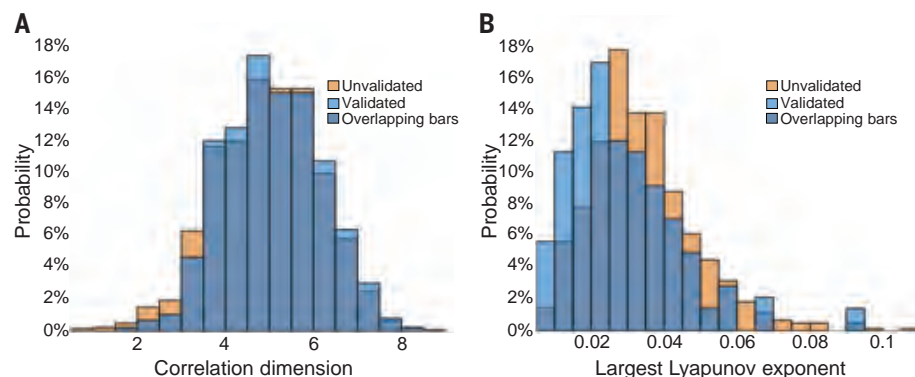 A
18%
16%
14%
12%
10%
8%
6%
4%
2%
0%
Probability
Unvalidated
Validated
Overlapping bars
2 4 6 8
Correlation dimension
B
18%
16%
14%
12%
10%
8%
6%
4%
2%
0%
Probability
Unvalidated
Validated
Overlapping bars
0.02 0.04 0.06 0.08 0.1
Largest Lyapunov exponent